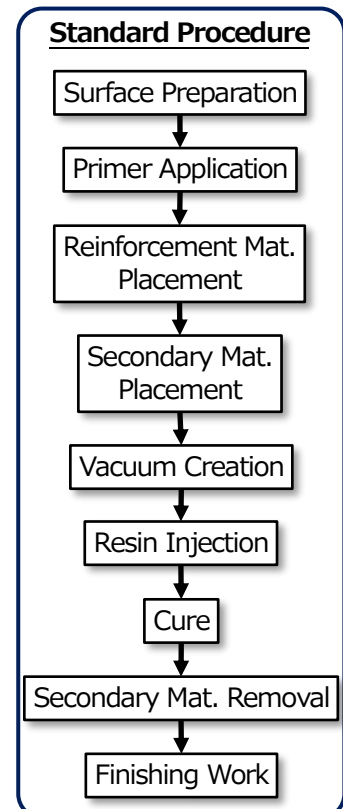 Standard Procedure
Surface Preparation
Primer Application
Reinforcement Mat.
Placement
Secondary Mat.
Placement
Vacuum Creation
Resin Injection
Cure
Secondary Mat. Removal
Finishing Work